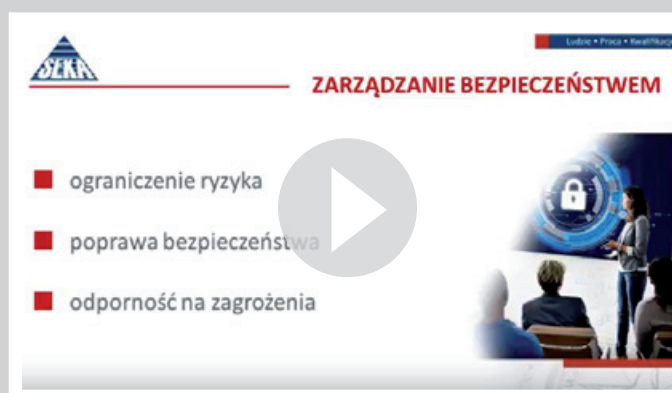 SEKA
Ludzie • Praca • Kwalifikacje
ZARZĄDZANIE BEZPIECZEŃSTWEM
ograniczenie ryzyka
poprawa bezpieczeństwa
odporność na zagrożenia